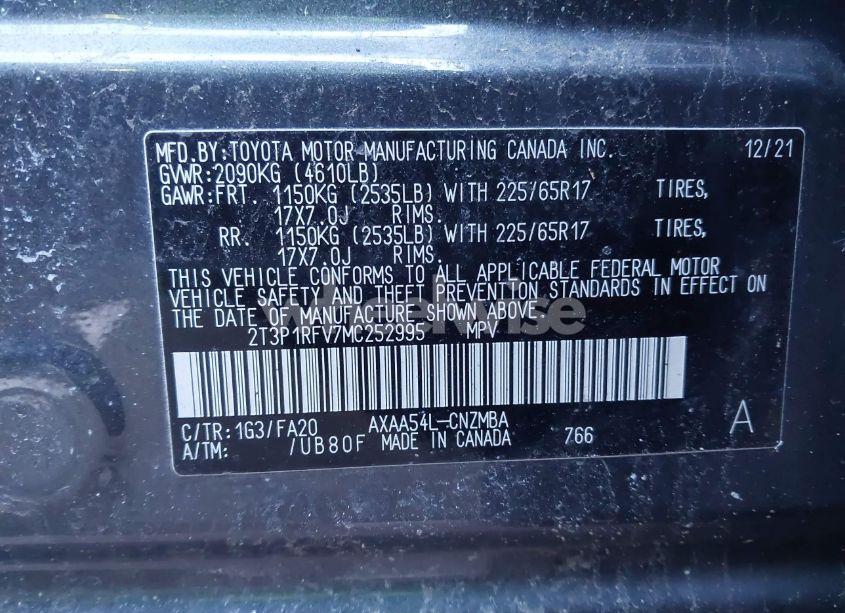 MFD.BY:TOYOTA MOTOR MANUFACTURING CANADA INC. 12/21
GVWR:2090KG (4610LB)
GAWR:FRT. 1150KG (2535LB) WITH 225/65R17 TIRES,
17X7.0J RIMS.
RR. 1150KG (2535LB) WITH 225/65R17 TIRES,
17X7.0J RIMS.
THIS VEHICLE CONFORMS TO ALL APPLICABLE FEDERAL MOTOR
VEHICLE SAFETY AND THEFT PREVENTION STANDARDS IN EFFECT ON
THE DATE OF MANUFACTURE SHOWN ABOVE.
2T3P1RFV7MC252995 MPV
C/TR:1G3/FA20 AXAA54L-CNZMBA A
A/TM: /UB80F MADE IN CANADA 766